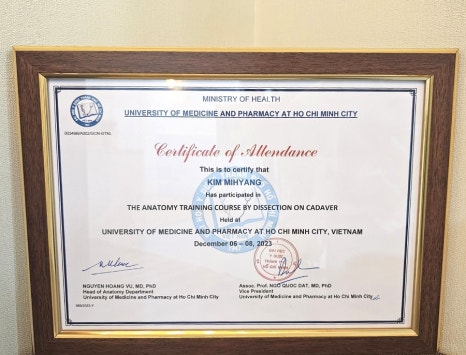 MINISTRY OF HEALTH
UNIVERSITY OF MEDICINE AND PHARMACY AT HO CHI MINH CITY
Certificate of Attendance
This is to certify that
KIM MIHYANG
Has participated in
THE ANATOMY TRAINING COURSE BY DISSECTION ON CADAVER
Held at
UNIVERSITY OF MEDICINE AND PHARMACY AT HO CHI MINH CITY, VIETNAM
December 06 – 08, 2023
NGUYEN HOANG VU, MD, PhD
Head of Anatomy Department
University of Medicine and Pharmacy at Ho Chi Minh City
Assoc. Prof. NGO QUOC DAT, MD, PhD
Vice President
University of Medicine and Pharmacy at Ho Chi Minh City